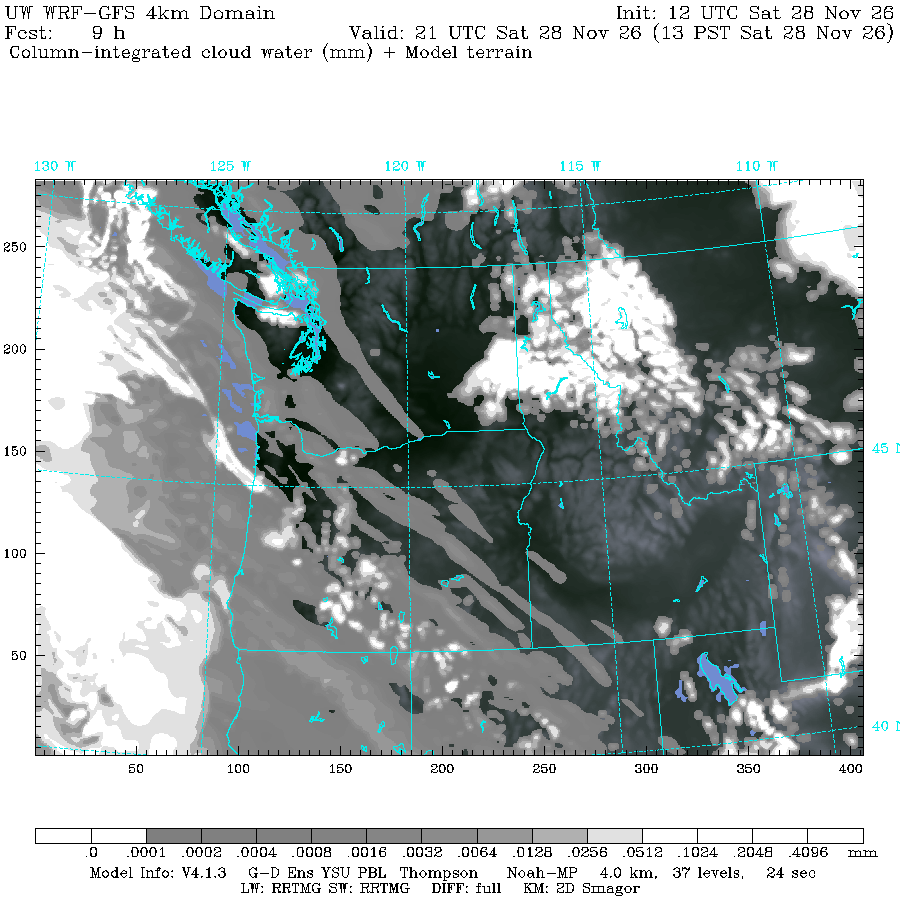 UW WRF-GFS 4km Domain Init: 12 UTC Sat 28 Nov 26
Fcst: 9 h Valid: 21 UTC Sat 28 Nov 26 (13 PST Sat 28 Nov 26)
Column-integrated cloud water (mm) + Model terrain
130 W 125 W 120 W 115 W 110 W
250
200
45 N
150
100
50
40 N
50 100 150 200 250 300 350 400
.0 .0001 .0002 .0004 .0008 .0016 .0032 .0064 .0128 .0256 .0512 .1024 .2048 .4096 mm
Model Info: V4.1.3 G-D Ens YSU PBL Thompson Noah-MP 4.0 km, 37 levels, 24 sec
LW: RRTMG SW: RRTMG DIFF: full KM: 2D Smagor